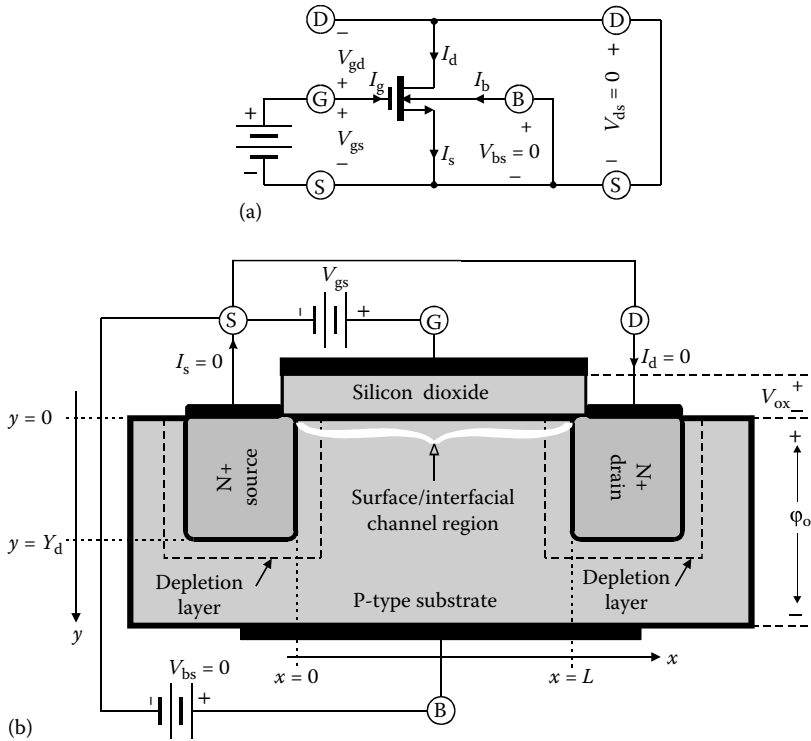 D
D
−
+
V_gd
I_d
+
I_g
I_b
V_ds = 0
G
B
+
+
+
V_gs
V_bs = 0
−
−
I_s
−
−
S
S
(a)
V_gs
S
-
+
G
D
I_s = 0
I_d = 0
Silicon dioxide
+
V_ox
−
y = 0
+
N+ source
N+ drain
Surface/interfacial
channel region
φ_o
y = Y_d
Depletion
layer
Depletion
layer
P-type substrate
−
y
x
V_bs = 0
x = 0
x = L
-
+
B
(b)